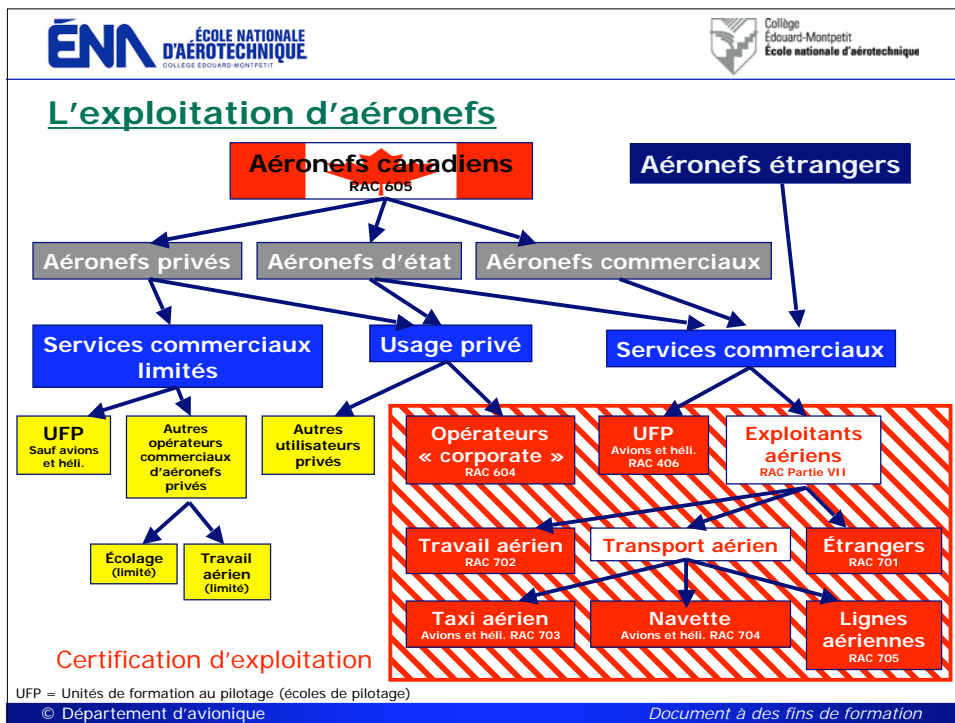 ÉNA ÉCOLE NATIONALE
D'AÉROTECHNIQUE
COLLÈGE ÉDOUARD-MONTPETIT
Collège
Édouard-Montpetit
École nationale d'aérotechnique
L'exploitation d'aéronefs
Aéronefs canadiens
RAC 605
Aéronefs étrangers
Aéronefs privés
Aéronefs d'état
Aéronefs commerciaux
Services commerciaux
limités
Usage privé
Services commerciaux
UFP
Sauf avions
et héli.
Autres
opérateurs
commerciaux
d'aéronefs
privés
Autres
utilisateurs
privés
Opérateurs
« corporate »
RAC 604
UFP
Avions et héli.
RAC 406
Exploitants
aériens
RAC Partie VII
Écolage
(limité)
Travail
aérien
(limité)
Travail aérien
RAC 702
Transport aérien
Étrangers
RAC 701
Taxi aérien
Avions et héli. RAC 703
Navette
Avions et héli. RAC 704
Lignes
aériennes
RAC 705
Certification d'exploitation
UFP = Unités de formation au pilotage (écoles de pilotage)
© Département d'avionique
Document à des fins de formation